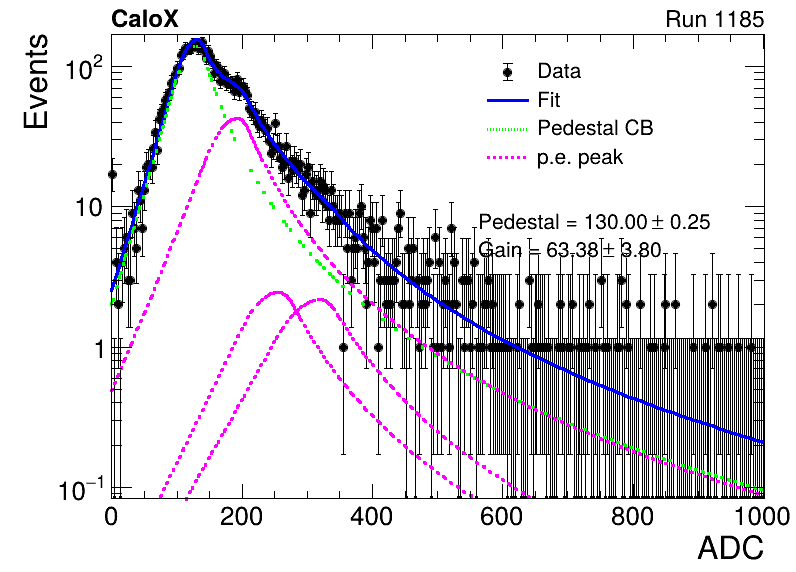 CaloX Run 1185
Events
Data
Fit
Pedestal CB
p.e. peak
Pedestal = 130.00 ± 0.25
Gain = 63.38 ± 3.80
10²
10
1
10⁻¹
0 200 400 600 800 1000
ADC